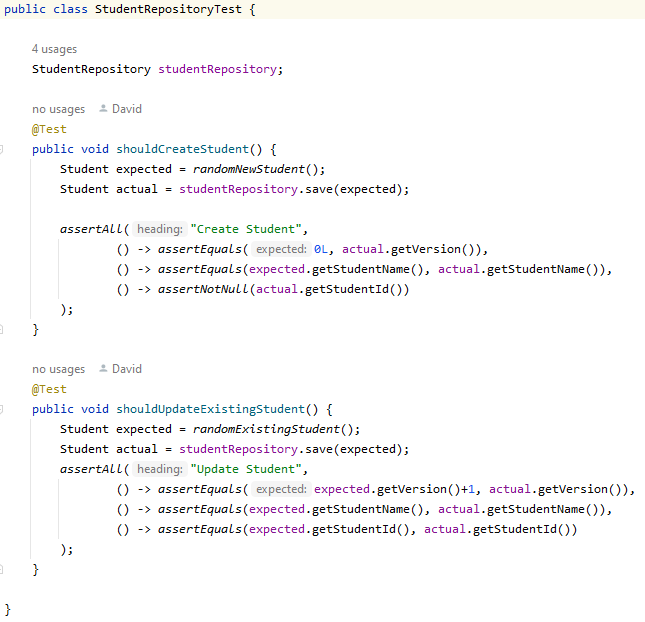 public class StudentRepositoryTest {
4 usages
StudentRepository studentRepository;
no usages David
@Test
public void shouldCreateStudent() {
Student expected = randomNewStudent();
Student actual = studentRepository.save(expected);
assertAll( heading: "Create Student",
() -> assertEquals( expected: 0L, actual.getVersion()),
() -> assertEquals(expected.getStudentName(), actual.getStudentName()),
() -> assertNotNull(actual.getStudentId())
);
}
no usages David
@Test
public void shouldUpdateExistingStudent() {
Student expected = randomExistingStudent();
Student actual = studentRepository.save(expected);
assertAll( heading: "Update Student",
() -> assertEquals( expected: expected.getVersion()+1, actual.getVersion()),
() -> assertEquals(expected.getStudentName(), actual.getStudentName()),
() -> assertEquals(expected.getStudentId(), actual.getStudentId())
);
}
}